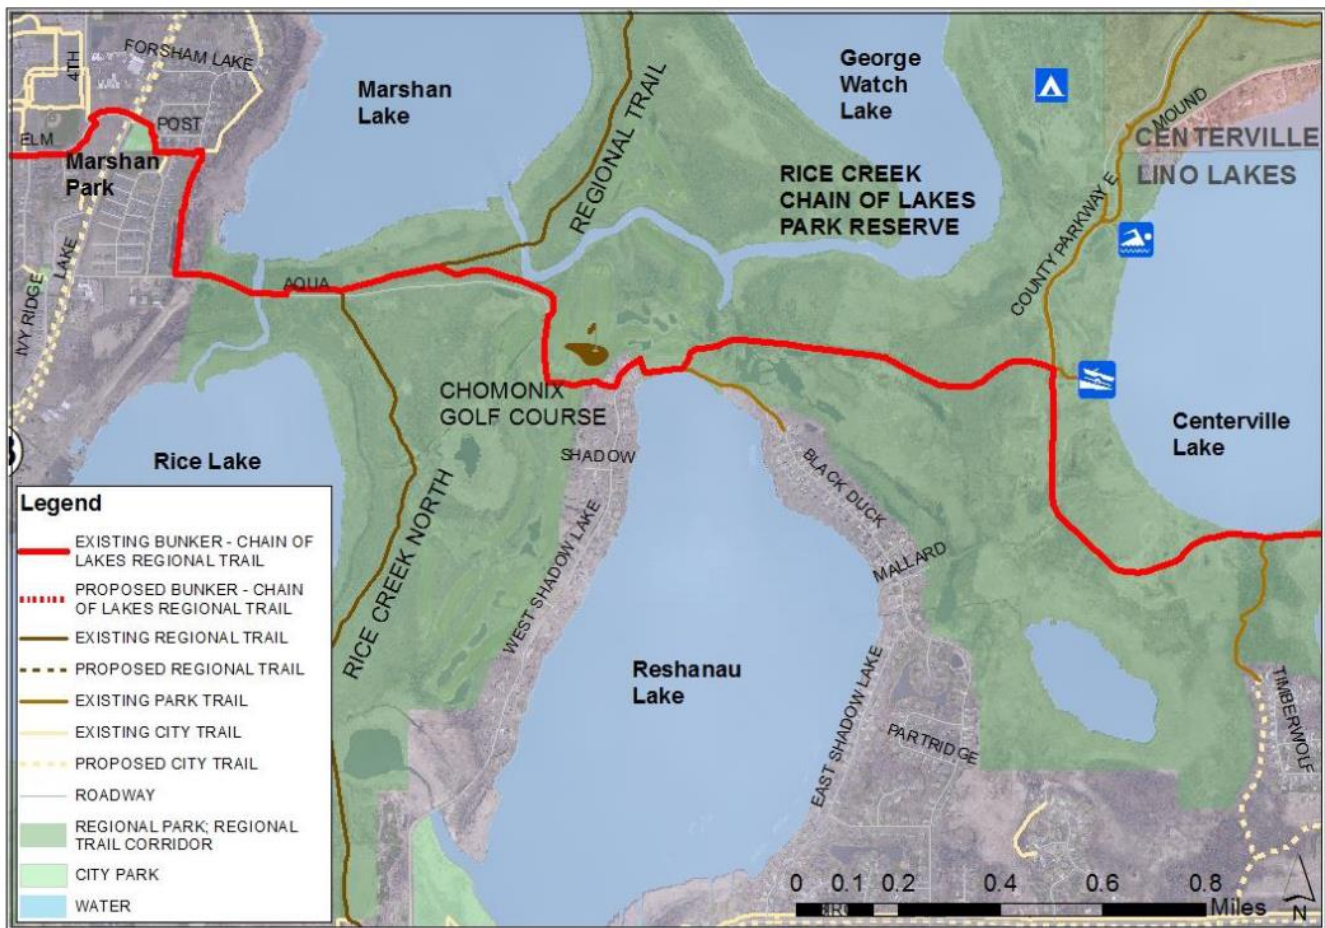 FORSHAM LAKE
4TH
ELM
POST
Marshan
Park
Marshan
Lake
REGIONAL TRAIL
George
Watch
Lake
MOUND
CENTERVILLE
LINO LAKES
RICE CREEK
CHAIN OF LAKES
PARK RESERVE
COUNTY PARKWAY E
IVY RIDGE
LAKE
AQUA
CHOMONIX
GOLF COURSE
Centerville
Lake
Rice Lake
SHADOW
BLACK DUCK
MALLARD
RICE CREEK NORTH
WEST SHADOW LAKE
Reshanau
Lake
EAST SHADOW LAKE
PARTRIDGE
TIMBERWOLF
Legend
EXISTING BUNKER - CHAIN OF
LAKES REGIONAL TRAIL
PROPOSED BUNKER - CHAIN
OF LAKES REGIONAL TRAIL
EXISTING REGIONAL TRAIL
PROPOSED REGIONAL TRAIL
EXISTING PARK TRAIL
EXISTING CITY TRAIL
PROPOSED CITY TRAIL
ROADWAY
REGIONAL PARK; REGIONAL
TRAIL CORRIDOR
CITY PARK
WATER
0 0.1 0.2 0.4 0.6 0.8
Miles
N